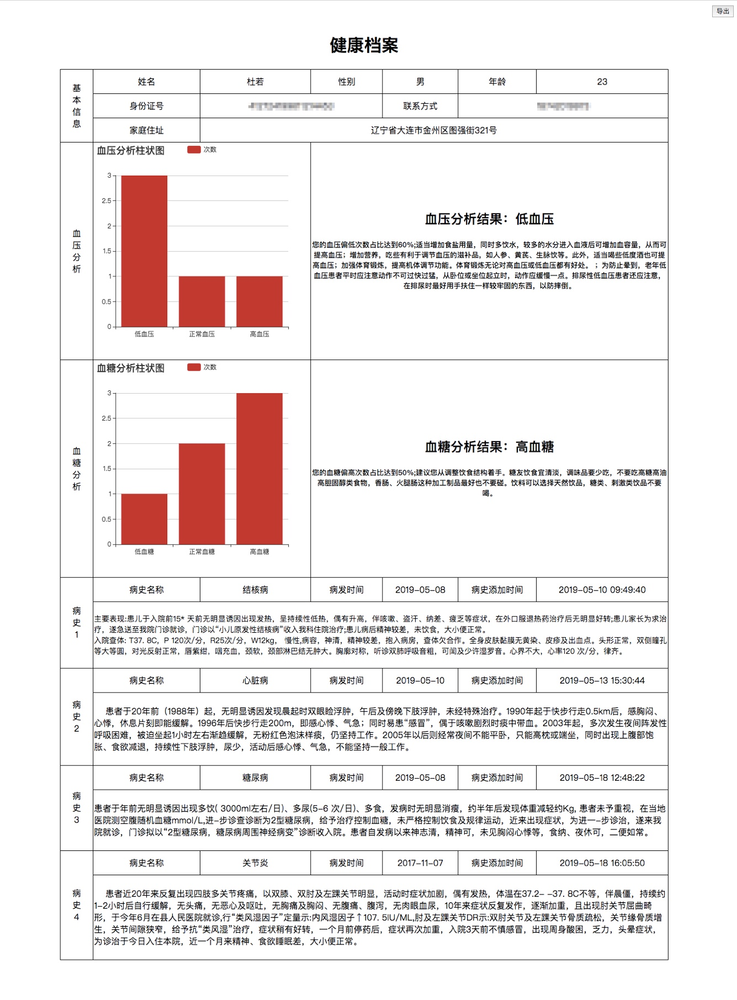 导出
健康档案
基本信息
姓名 杜若 性别 男 年龄 23
身份证号 联系方式
家庭住址 辽宁省大连市金州区图强街321号
血压分析
血压分析柱状图 次数
3
2.5
2
1.5
1
0.5
0
低血压 正常血压 高血压
血压分析结果：低血压
您的血压偏低次数占比达到60%;适当增加食盐用量，同时多饮水，较多的水分进入血液后可增加血容量，从而可
提高血压；增加营养，吃些有利于调节血压的滋补品，如人参、黄芪、生脉饮等。此外，适当喝些低度酒也可提
高血压；加强体育锻炼，提高机体调节功能。体育锻炼无论对高血压或低血压都有好处。；为防止晕到，老年低
血压患者平时应注意动作不可过快过猛，从卧位或坐位起立时，动作应缓慢一点。排尿性低血压患者还应注意，
在排尿时最好用手扶住一样较牢固的东西，以防摔倒。
血糖分析
血糖分析柱状图 次数
3
2.5
2
1.5
1
0.5
0
低血糖 正常血糖 高血糖
血糖分析结果：高血糖
您的血糖偏高次数占比达到50%;建议您从调整饮食结构着手。糖友饮食宜清淡，调味品要少吃，不要吃高糖高油
高胆固醇类食物，香肠、火腿肠这种加工制品最好也不要碰。饮料可以选择天然饮品，糖类、刺激类饮品不要
喝。
病史1
病史名称 结核病 病发时间 2019-05-08 病史添加时间 2019-05-10 09:49:40
主要表现:患儿于入院前15* 天前无明显诱因出现发热，呈持续性低热，偶有升高，伴咳嗽、盗汗、纳差、疲乏等症状，在外口服退热药治疗后无明显好转;患儿家长为求治
疗，遂急送至我院门诊就诊，门诊以“小儿原发性结核病”收入我科住院治疗;患儿病后精神较差，未饮食，大小便正常。
入院查体: T37. 8C，P 120次/分，R25次/分，W12kg， 慢性,病容，神清，精神较差，抱入病房，查体欠合作。全身皮肤黏膜无黄染、皮疹及出血点。头形正常，双侧瞳孔
等大等圆，对光反射正常，唇紫绀，咽充血，颈软，颈部淋巴结无肿大。胸廓对称，听诊双肺呼吸音粗，可闻及少许湿罗音。心界不大，心率120 次/分，律齐。
病史2
病史名称 心脏病 病发时间 2019-05-10 病史添加时间 2019-05-13 15:30:44
患者于20年前（1988年）起，无明显诱因发现晨起时双眼睑浮肿，午后及傍晚下肢浮肿，未经特殊治疗。1990年起于快步行走0.5km后，感胸闷、
心悸，休息片刻即能缓解。1996年后快步行走200m，即感心悸、气急；同时易患“感冒”，偶于咳嗽剧烈时痰中带血。2003年起，多次发生夜间阵发性
呼吸困难，被迫坐起1小时左右渐趋缓解，无粉红色泡沫样痰，仍坚持工作。2005年以后则经常夜间不能平卧，只能高枕或端坐，同时出现上腹部饱
胀、食欲减退，持续性下肢浮肿，尿少，活动后感心悸、气急，不能坚持一般工作。
病史3
病史名称 糖尿病 病发时间 2019-05-08 病史添加时间 2019-05-18 12:48:22
患者于年前无明显诱因出现多饮( 3000ml左右/日)、多尿(5-6 次/日)、多食，发病时无明显消瘦，约半年后发现体重减轻约Kg, 患者未予重视，在当地
医院测空腹随机血糖mmol/L,进-步诊查诊断为2型糖尿病，给予治疗控制血糖，未严格控制饮食及规律运动，近来出现症状，为进一-步诊治，遂来我
院就诊，门诊拟以“2型糖尿病，糖尿病周围神经病变”诊断收入院。患者自发病以来神志清，精神可，未见胸闷心悸等，食纳、夜休可，二便如常。
病史4
病史名称 关节炎 病发时间 2017-11-07 病史添加时间 2019-05-18 16:05:50
患者近20年来反复出现四肢多关节疼痛，以双膝、双肘及左踝关节明显，活动时症状加剧，偶有发热，体温在37.2- -37. 8C不等，伴晨僵，持续约
1-2小时后自行缓解，无头痛，无恶心及呕吐，无胸痛及胸闷、无腹痛、腹泻，无肉眼血尿，10年来症状反复发作，逐渐加重，且出现肘关节屈曲畸
形，于今年6月在县人民医院就诊,行“类风湿因子”定量示:内风湿因子↑107. 5IU/ML,肘及左踝关节DR示:双肘关节及左踝关节骨质疏松，关节缘骨质增
生，关节间隙狭窄，给予抗“类风湿”治疗，症状稍有好转，一个月前停药后，症状再次加重，入院3天前不慎感冒，出现周身酸困，乏力，头晕症状，
为诊治于今日入住本院，近一个月来精神、食欲睡眠差，大小便正常。